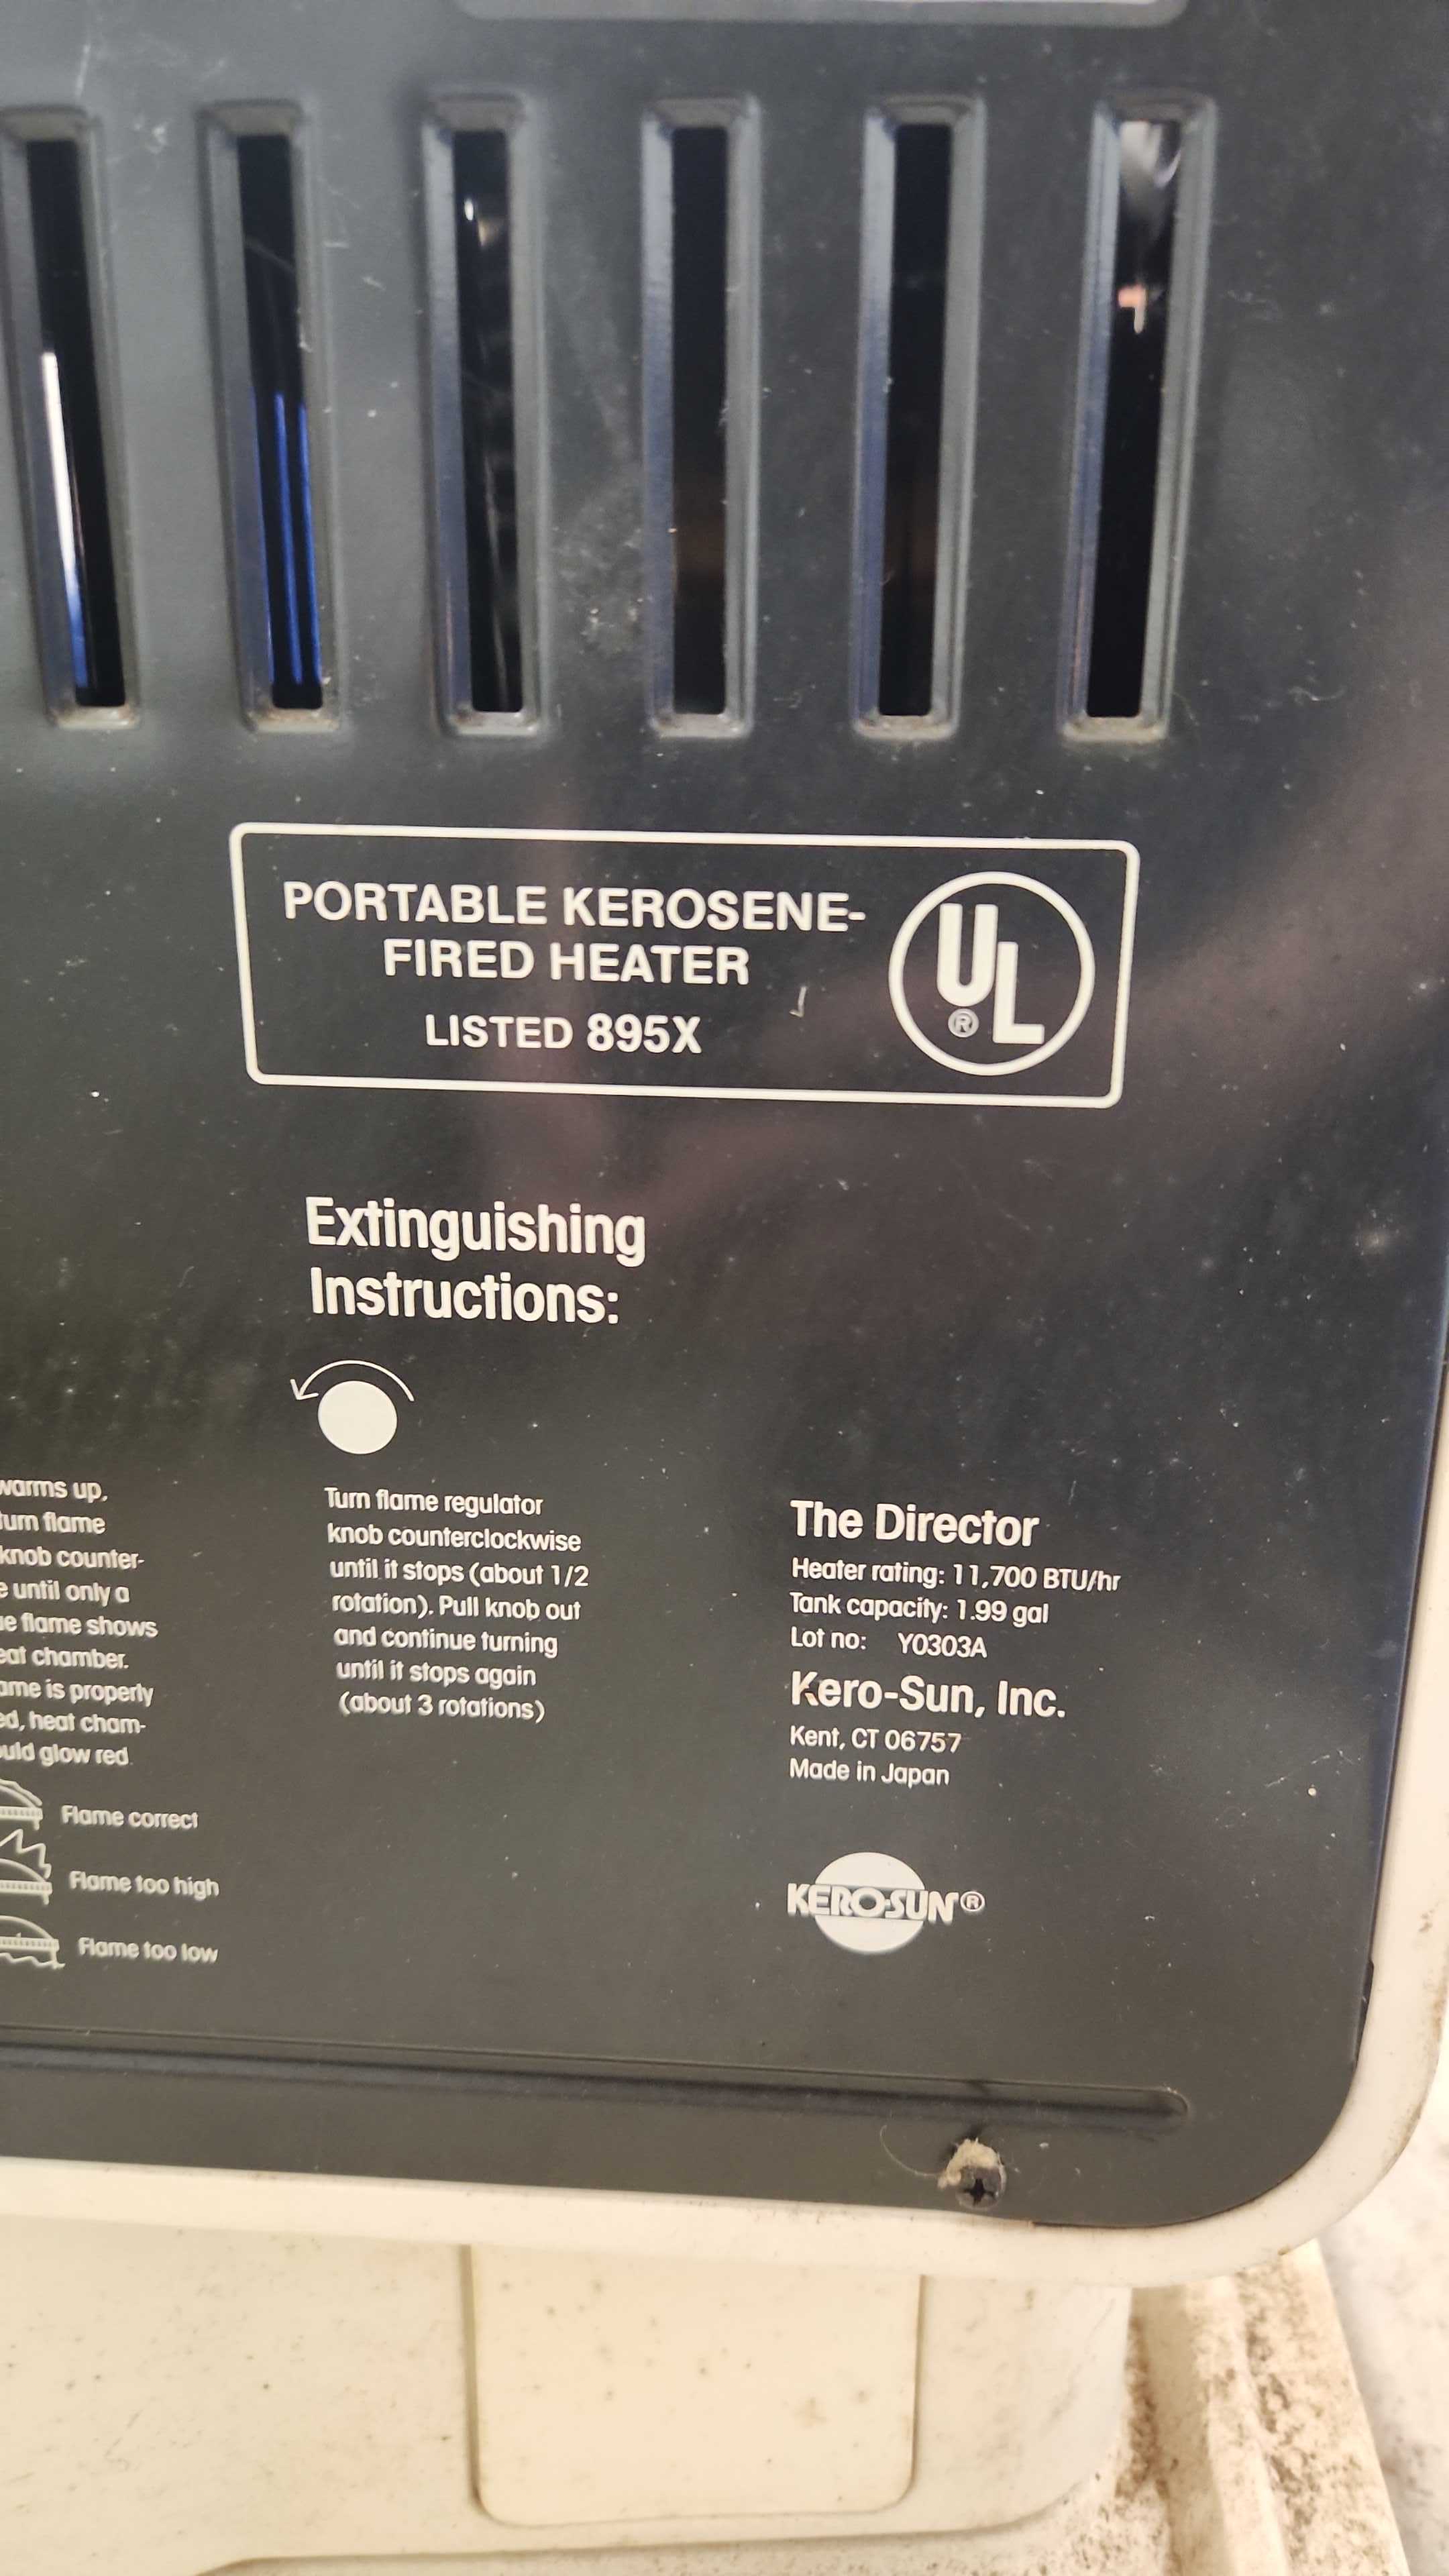 PORTABLE KEROSENE-
FIRED HEATER
LISTED 895X
UL
®
Extinguishing
Instructions:
warms up,
turn flame
knob counter-
until only a
flame shows
chamber.
is properly
heat cham-
glow red.
Flame correct
Flame too high
Flame too low
Turn flame regulator
knob counterclockwise
until it stops (about 1/2
rotation). Pull knob out
and continue turning
until it stops again
(about 3 rotations)
The Director
Heater rating: 11,700 BTU/hr
Tank capacity: 1.99 gal
Lot no: Y0303A
Kero-Sun, Inc.
Kent, CT 06757
Made in Japan
KERO-SUN®